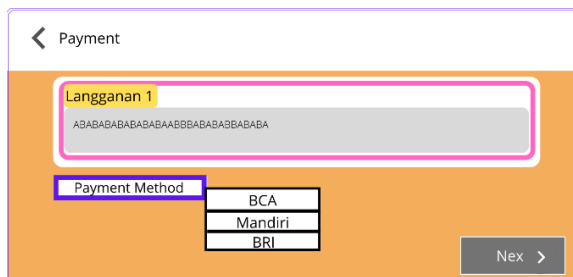 Payment
Langganan 1
ABABABABABABABAABBBABABABBABABA
Payment Method
BCA
Mandiri
BRI
Nex